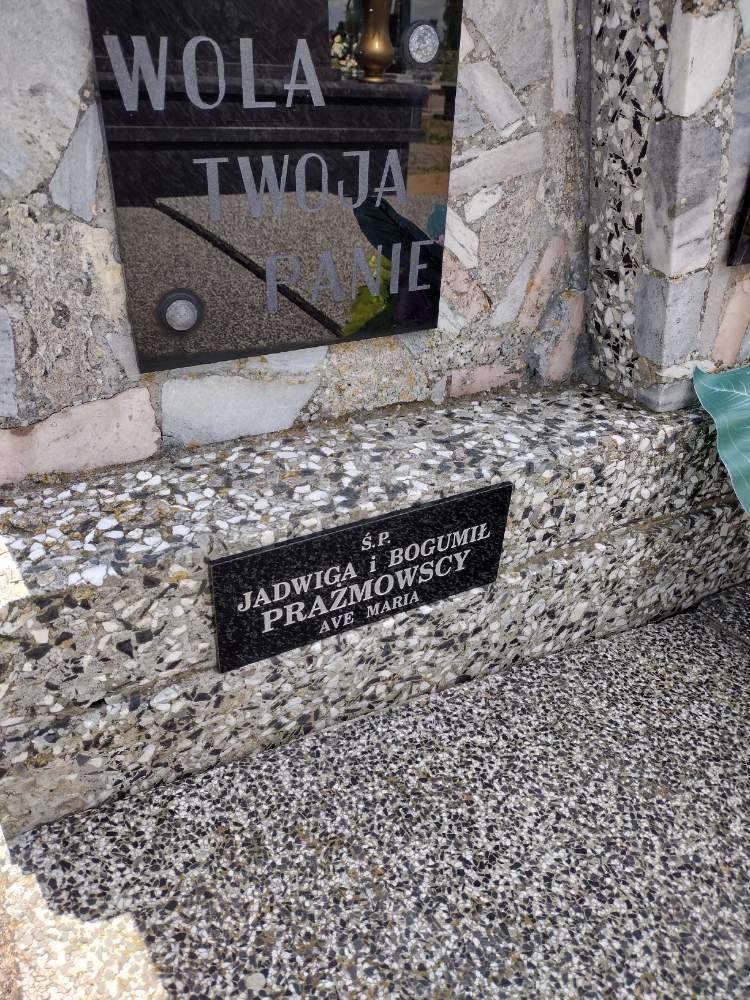 WOLA
TWOJA
PANIE
Ś.P.
JADWIGA i BOGUMIŁ
PRAŻMOWSCY
AVE MARIA